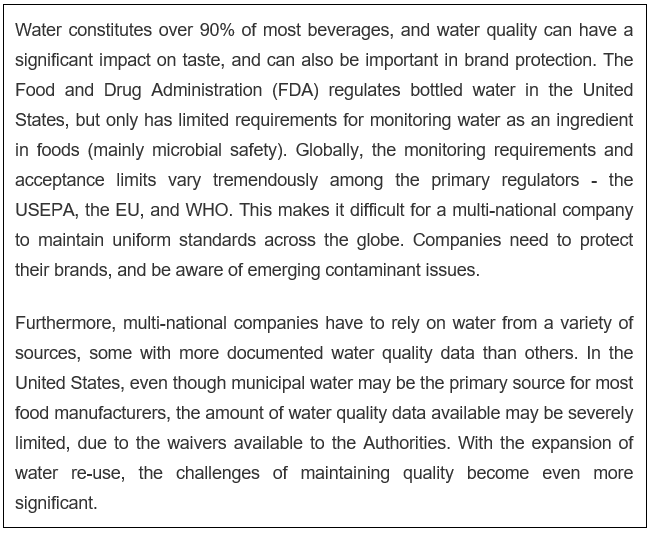 Water constitutes over 90% of most beverages, and water quality can have a
significant impact on taste, and can also be important in brand protection. The
Food and Drug Administration (FDA) regulates bottled water in the United
States, but only has limited requirements for monitoring water as an ingredient
in foods (mainly microbial safety). Globally, the monitoring requirements and
acceptance limits vary tremendously among the primary regulators - the
USEPA, the EU, and WHO. This makes it difficult for a multi-national company
to maintain uniform standards across the globe. Companies need to protect
their brands, and be aware of emerging contaminant issues.
Furthermore, multi-national companies have to rely on water from a variety of
sources, some with more documented water quality data than others. In the
United States, even though municipal water may be the primary source for most
food manufacturers, the amount of water quality data available may be severely
limited, due to the waivers available to the Authorities. With the expansion of
water re-use, the challenges of maintaining quality become even more
significant.